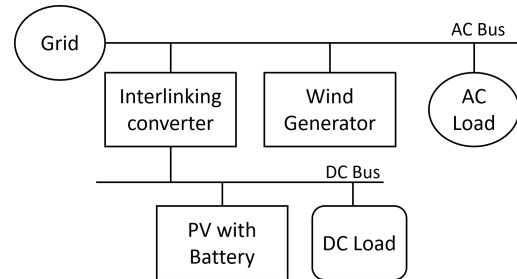 AC Bus
Grid
Interlinking
converter
Wind
Generator
AC
Load
DC Bus
PV with
Battery
DC Load